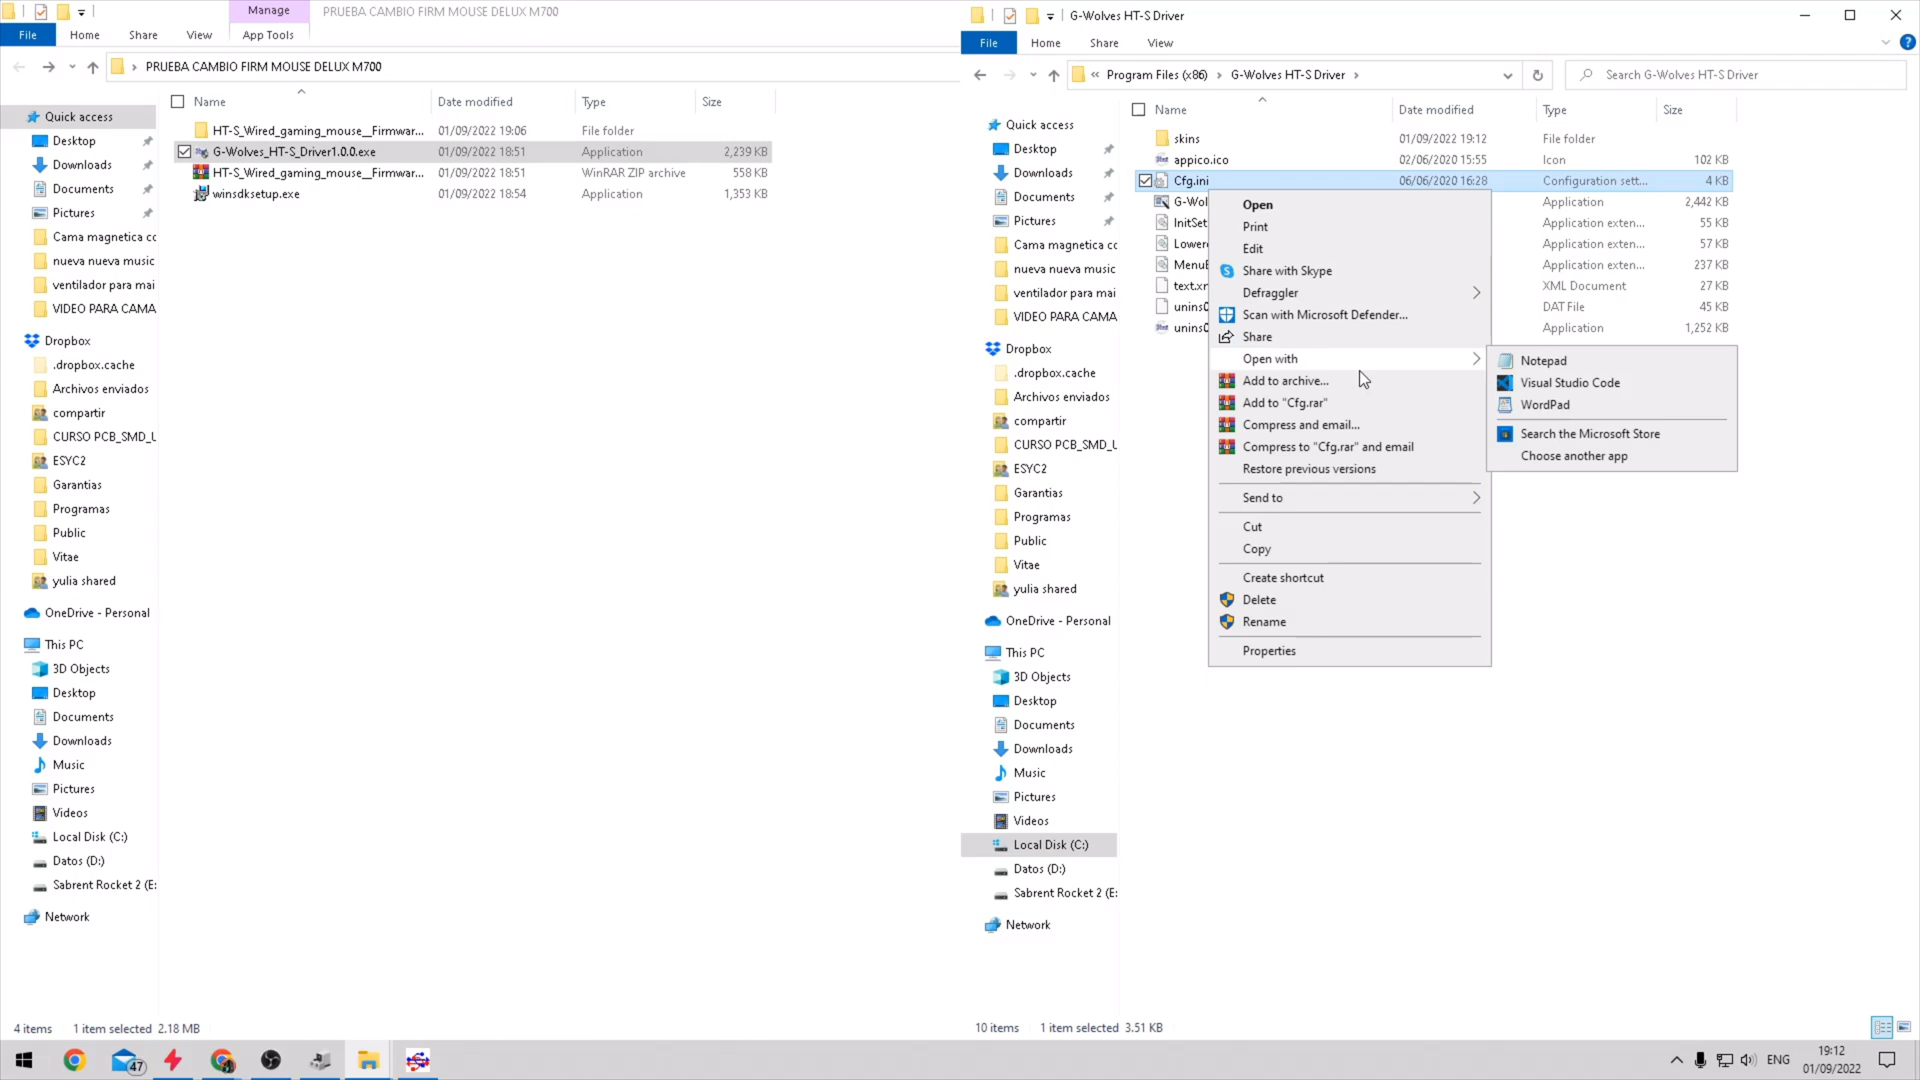 Manage
PRUEBA CAMBIO FIRM MOUSE DELUX M700
File
Home
Share
View
App Tools
PRUEBA CAMBIO FIRM MOUSE DELUX M700
Name
Date modified
Type
Size
HT-S_Wired_gaming_mouse__Firmwar... 01/09/2022 19:06 File folder
G-Wolves_HT-S_Driver1.0.0.exe 01/09/2022 18:51 Application 2,239 KB
HT-S_Wired_gaming_mouse__Firmwar... 01/09/2022 18:51 WinRAR ZIP archive 558 KB
winsdksetup.exe 01/09/2022 18:54 Application 1,353 KB
Quick access
Desktop
Downloads
Documents
Pictures
Cama magnetica cc
nueva nueva music
ventilador para mai
VIDEO PARA CAMA
Dropbox
.dropbox.cache
Archivos enviados
compartir
CURSO PCB_SMD_U
ESYC2
Garantias
Programas
Public
Vitae
yulia shared
OneDrive - Personal
This PC
3D Objects
Desktop
Documents
Downloads
Music
Pictures
Videos
Local Disk (C:)
Datos (D:)
Sabrent Rocket 2 (E:
Network
4 items 1 item selected 2.18 MB
G-Wolves HT-S Driver
File
Home
Share
View
« Program Files (x86) G-Wolves HT-S Driver
Search G-Wolves HT-S Driver
Name
Date modified
Type
Size
skins 01/09/2022 19:12 File folder
appico.ico 02/06/2020 15:55 Icon 102 KB
Cfg.ini 06/06/2020 16:28 Configuration sett... 4 KB
G-Wol Application 2,442 KB
InitSet Application exten... 55 KB
Lower Application exten... 57 KB
MenuE Application exten... 237 KB
text.xn XML Document 27 KB
unins0 DAT File 45 KB
unins0 Application 1,252 KB
Quick access
Desktop
Downloads
Documents
Pictures
Cama magnetica cc
nueva nueva music
ventilador para mai
VIDEO PARA CAMA
Dropbox
.dropbox.cache
Archivos enviados
compartir
CURSO PCB_SMD_U
ESYC2
Garantias
Programas
Public
Vitae
yulia shared
OneDrive - Personal
This PC
3D Objects
Desktop
Documents
Downloads
Music
Pictures
Videos
Local Disk (C:)
Datos (D:)
Sabrent Rocket 2 (E:
Network
Open
Print
Edit
Share with Skype
Defraggler
Scan with Microsoft Defender...
Share
Open with
Add to archive...
Add to "Cfg.rar"
Compress and email...
Compress to "Cfg.rar" and email
Restore previous versions
Send to
Cut
Copy
Create shortcut
Delete
Rename
Properties
Notepad
Visual Studio Code
WordPad
Search the Microsoft Store
Choose another app
10 items 1 item selected 3.51 KB
47
ENG
19:12
01/09/2022